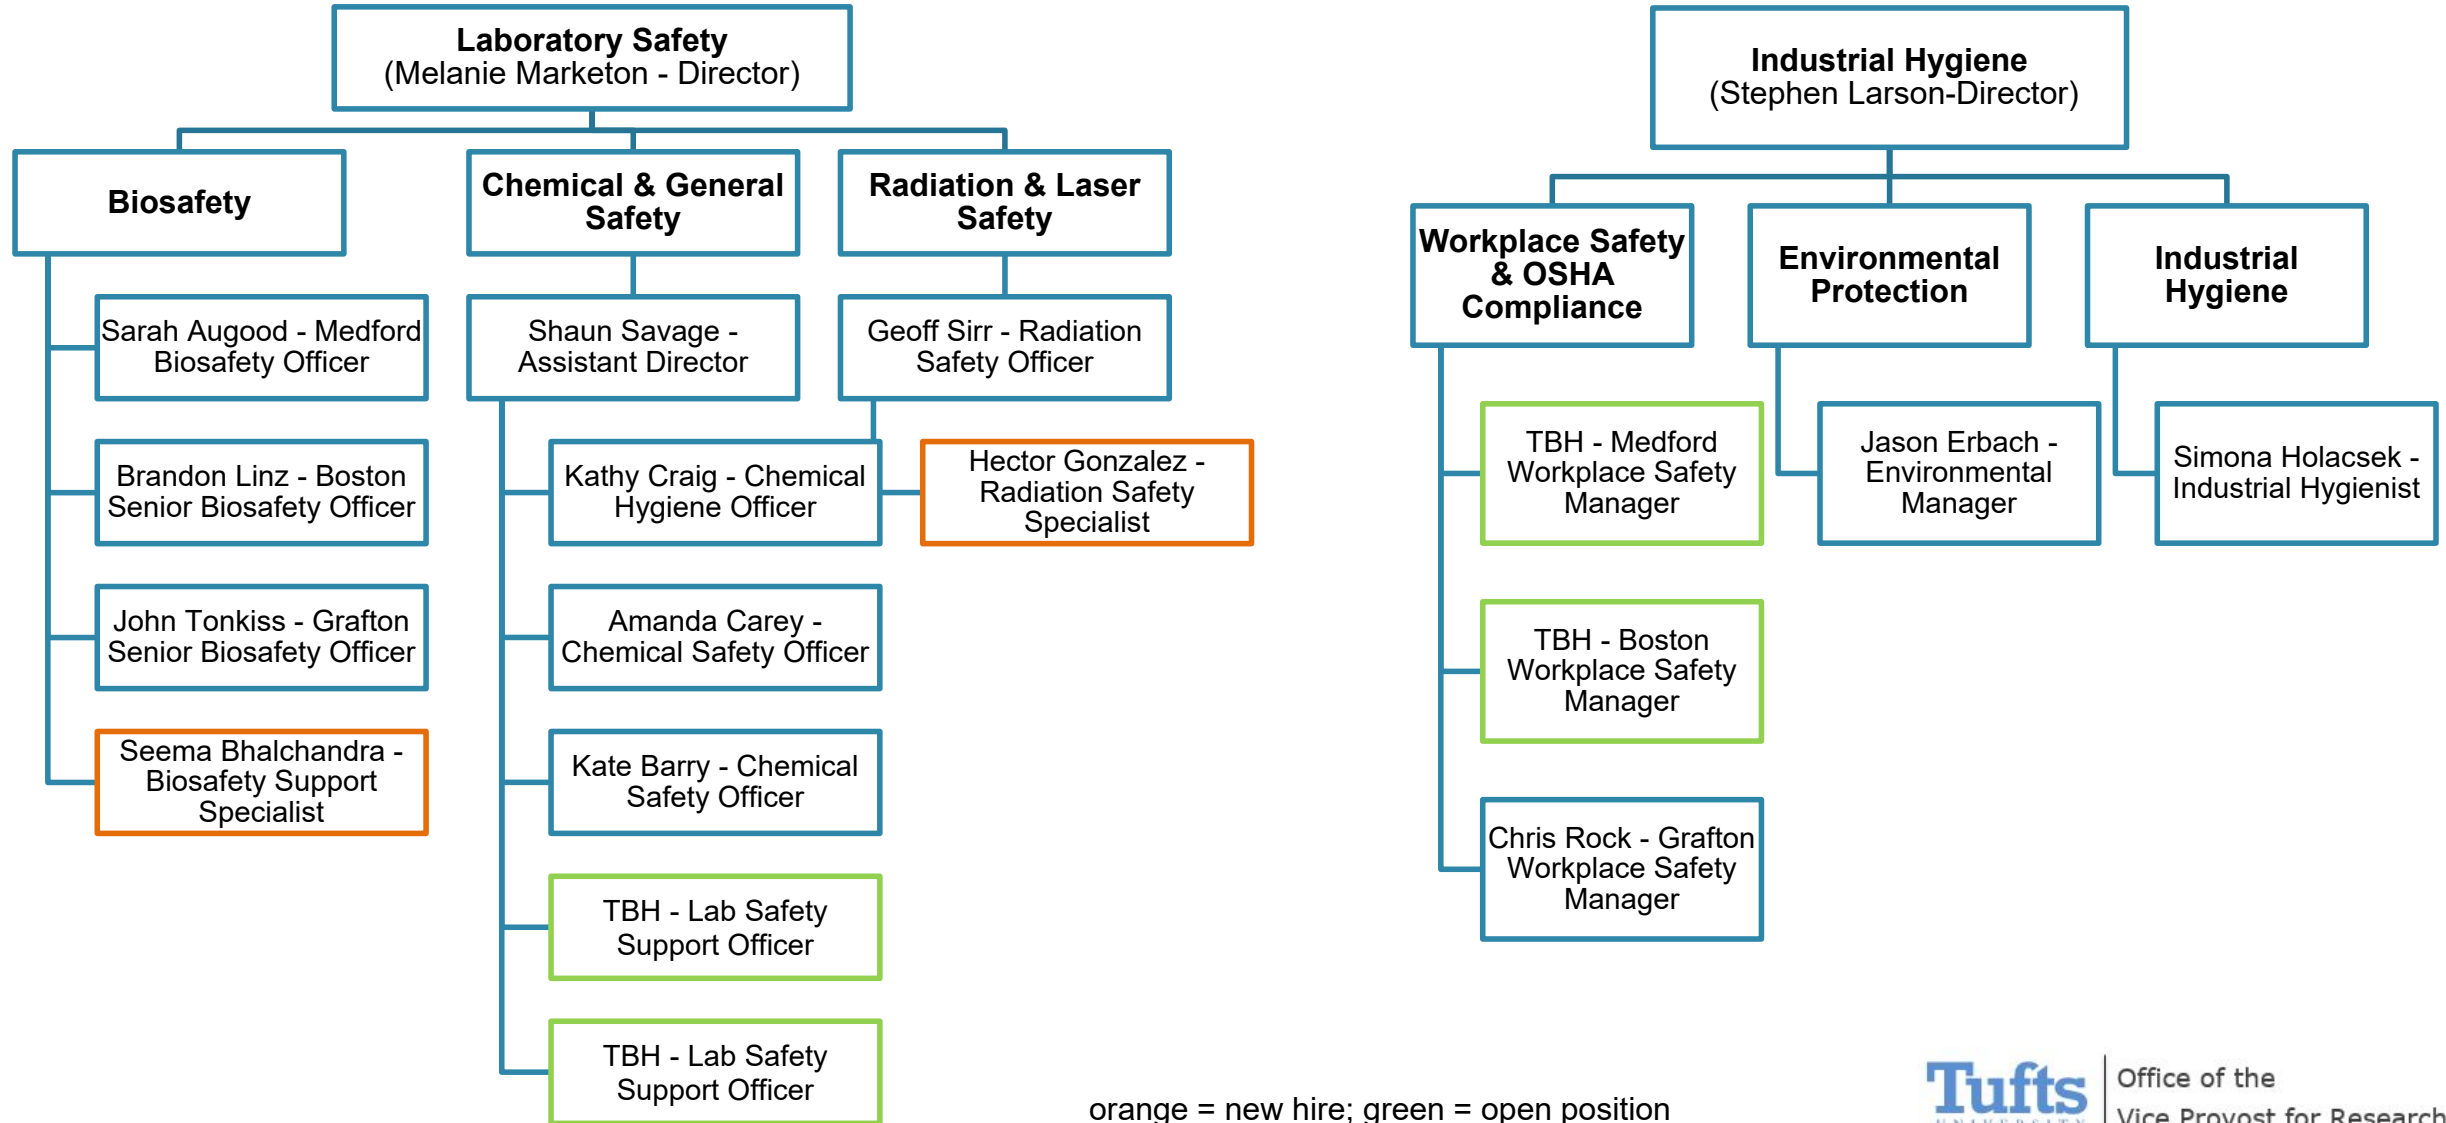 Laboratory Safety
(Melanie Marketon - Director)
Biosafety
Sarah Augood - Medford
Biosafety Officer
Brandon Linz - Boston
Senior Biosafety Officer
John Tonkiss - Grafton
Senior Biosafety Officer
Seema Bhalchandra -
Biosafety Support
Specialist
Chemical & General
Safety
Shaun Savage -
Assistant Director
Kathy Craig - Chemical
Hygiene Officer
Amanda Carey -
Chemical Safety Officer
Kate Barry - Chemical
Safety Officer
TBH - Lab Safety
Support Officer
TBH - Lab Safety
Support Officer
Radiation & Laser
Safety
Geoff Sirr - Radiation
Safety Officer
Hector Gonzalez -
Radiation Safety
Specialist
Industrial Hygiene
(Stephen Larson-Director)
Workplace Safety
& OSHA
Compliance
TBH - Medford
Workplace Safety
Manager
TBH - Boston
Workplace Safety
Manager
Chris Rock - Grafton
Workplace Safety
Manager
Environmental
Protection
Jason Erbach -
Environmental
Manager
Industrial
Hygiene
Simona Holacsek -
Industrial Hygienist
orange = new hire; green = open position
Tufts
UNIVERSITY
Office of the
Vice Provost for Research